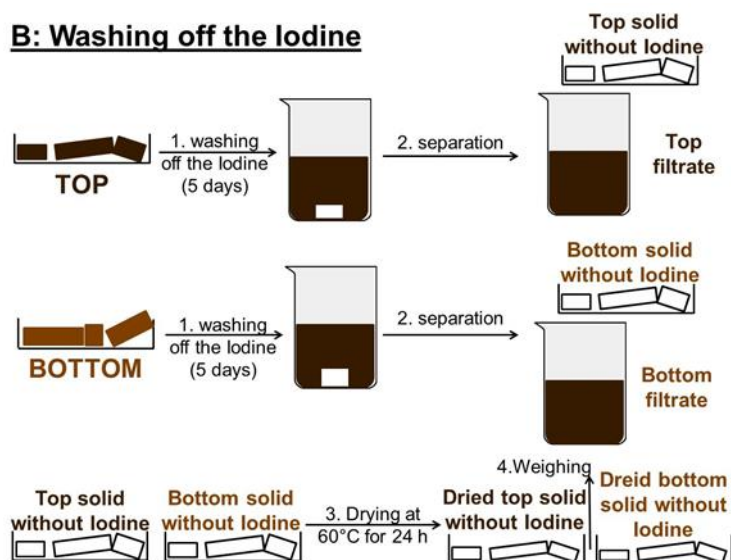 B: Washing off the Iodine
Top solid
without Iodine
1. washing
off the Iodine
(5 days)
2. separation
TOP
Top
filtrate
Bottom solid
without Iodine
1. washing
off the Iodine
(5 days)
2. separation
BOTTOM
Bottom
filtrate
Top solid
without Iodine
Bottom solid
without Iodine
3. Drying at
60°C for 24 h
Dried top solid
without Iodine
4.Weighing
Dreid bottom
solid without
Iodine